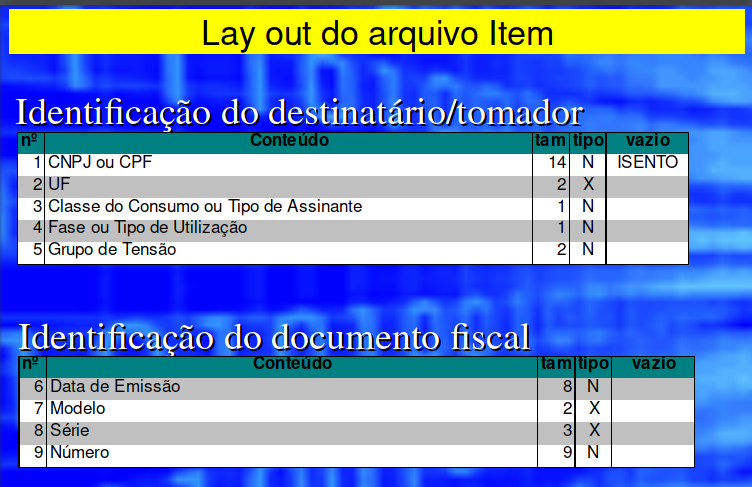 Lay out do arquivo Item
Identificação do destinatário/tomador
nº Conteúdo tam tipo vazio
1 CNPJ ou CPF 14 N ISENTO
2 UF 2 X
3 Classe do Consumo ou Tipo de Assinante 1 N
4 Fase ou Tipo de Utilização 1 N
5 Grupo de Tensão 2 N
Identificação do documento fiscal
nº Conteúdo tam tipo vazio
6 Data de Emissão 8 N
7 Modelo 2 X
8 Série 3 X
9 Número 9 N